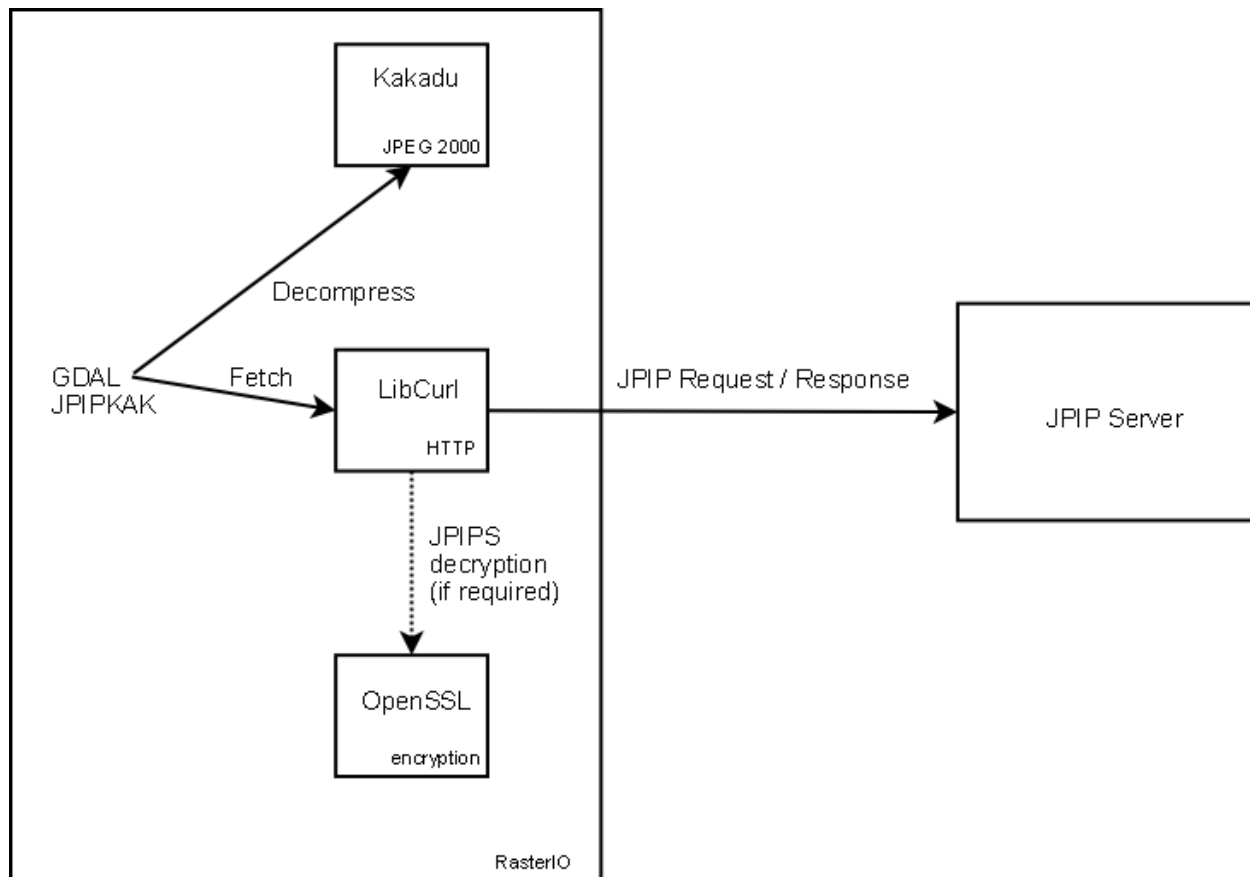 Kakadu
JPEG 2000
Decompress
GDAL
JPIPKAK
Fetch
LibCurl
HTTP
JPIP Request / Response
JPIP Server
JPIPS
decryption
(if required)
OpenSSL
encryption
RasterIO